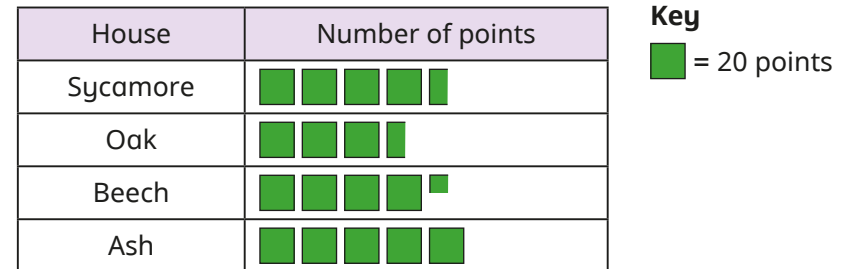 House Number of points
Sycamore
Oak
Beech
Ash
Key
= 20 points